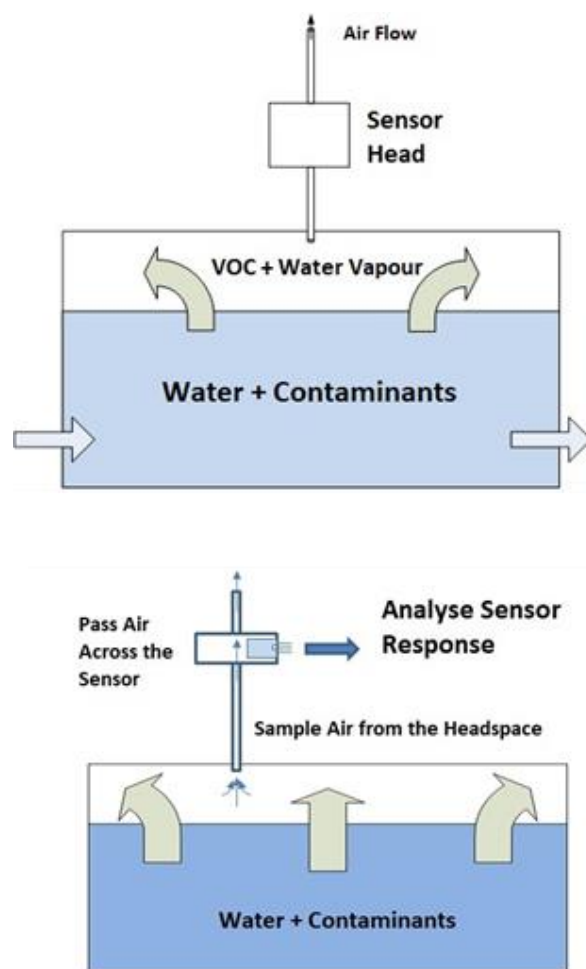 Air Flow
Sensor
Head
VOC + Water Vapour
Water + Contaminants
Pass Air
Across the
Sensor
Analyse Sensor
Response
Sample Air from the Headspace
Water + Contaminants